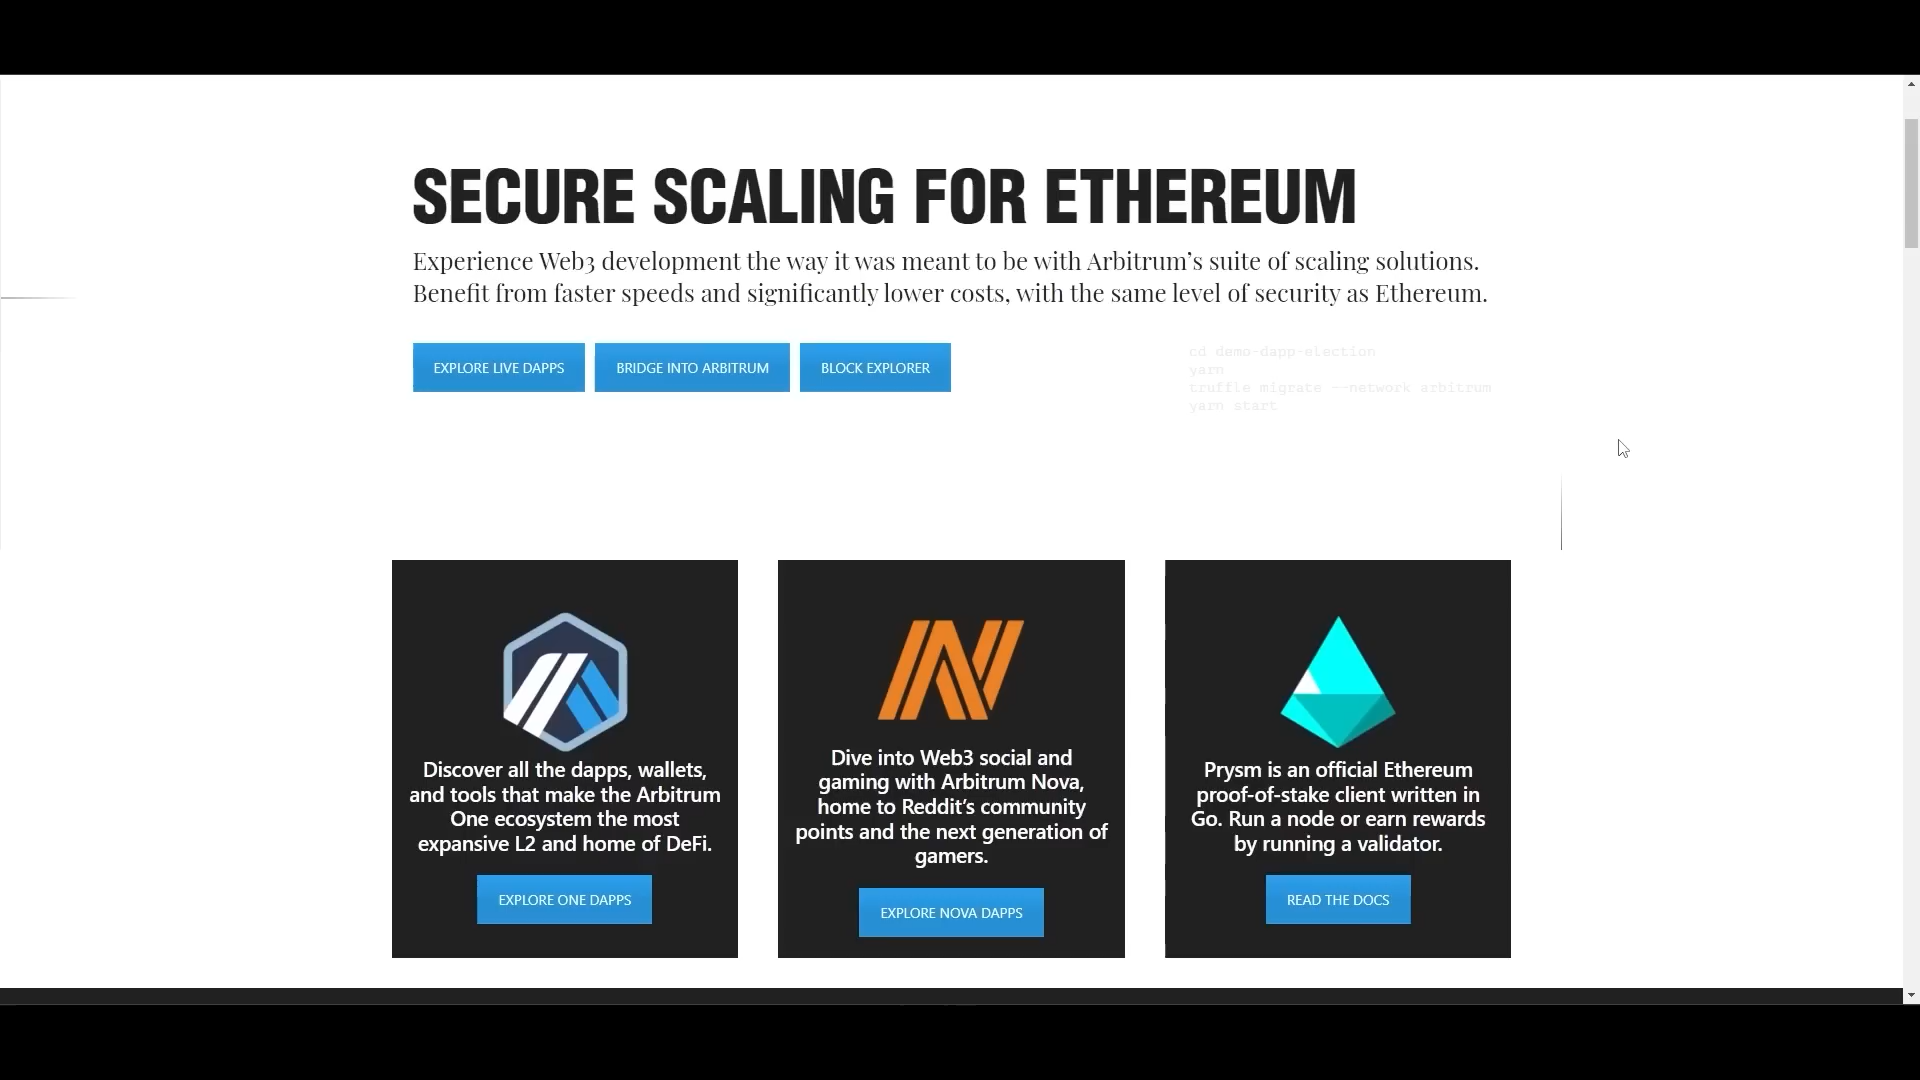 SECURE SCALING FOR ETHEREUM
Experience Web3 development the way it was meant to be with Arbitrum’s suite of scaling solutions.
Benefit from faster speeds and significantly lower costs, with the same level of security as Ethereum.
EXPLORE LIVE DAPPS
BRIDGE INTO ARBITRUM
BLOCK EXPLORER
cd demo-dapp-election
yarn
truffle migrate --network arbitrum
yarn start
Discover all the dapps, wallets,
and tools that make the Arbitrum
One ecosystem the most
expansive L2 and home of DeFi.
EXPLORE ONE DAPPS
Dive into Web3 social and
gaming with Arbitrum Nova,
home to Reddit’s community
points and the next generation of
gamers.
EXPLORE NOVA DAPPS
Prysm is an official Ethereum
proof-of-stake client written in
Go. Run a node or earn rewards
by running a validator.
READ THE DOCS